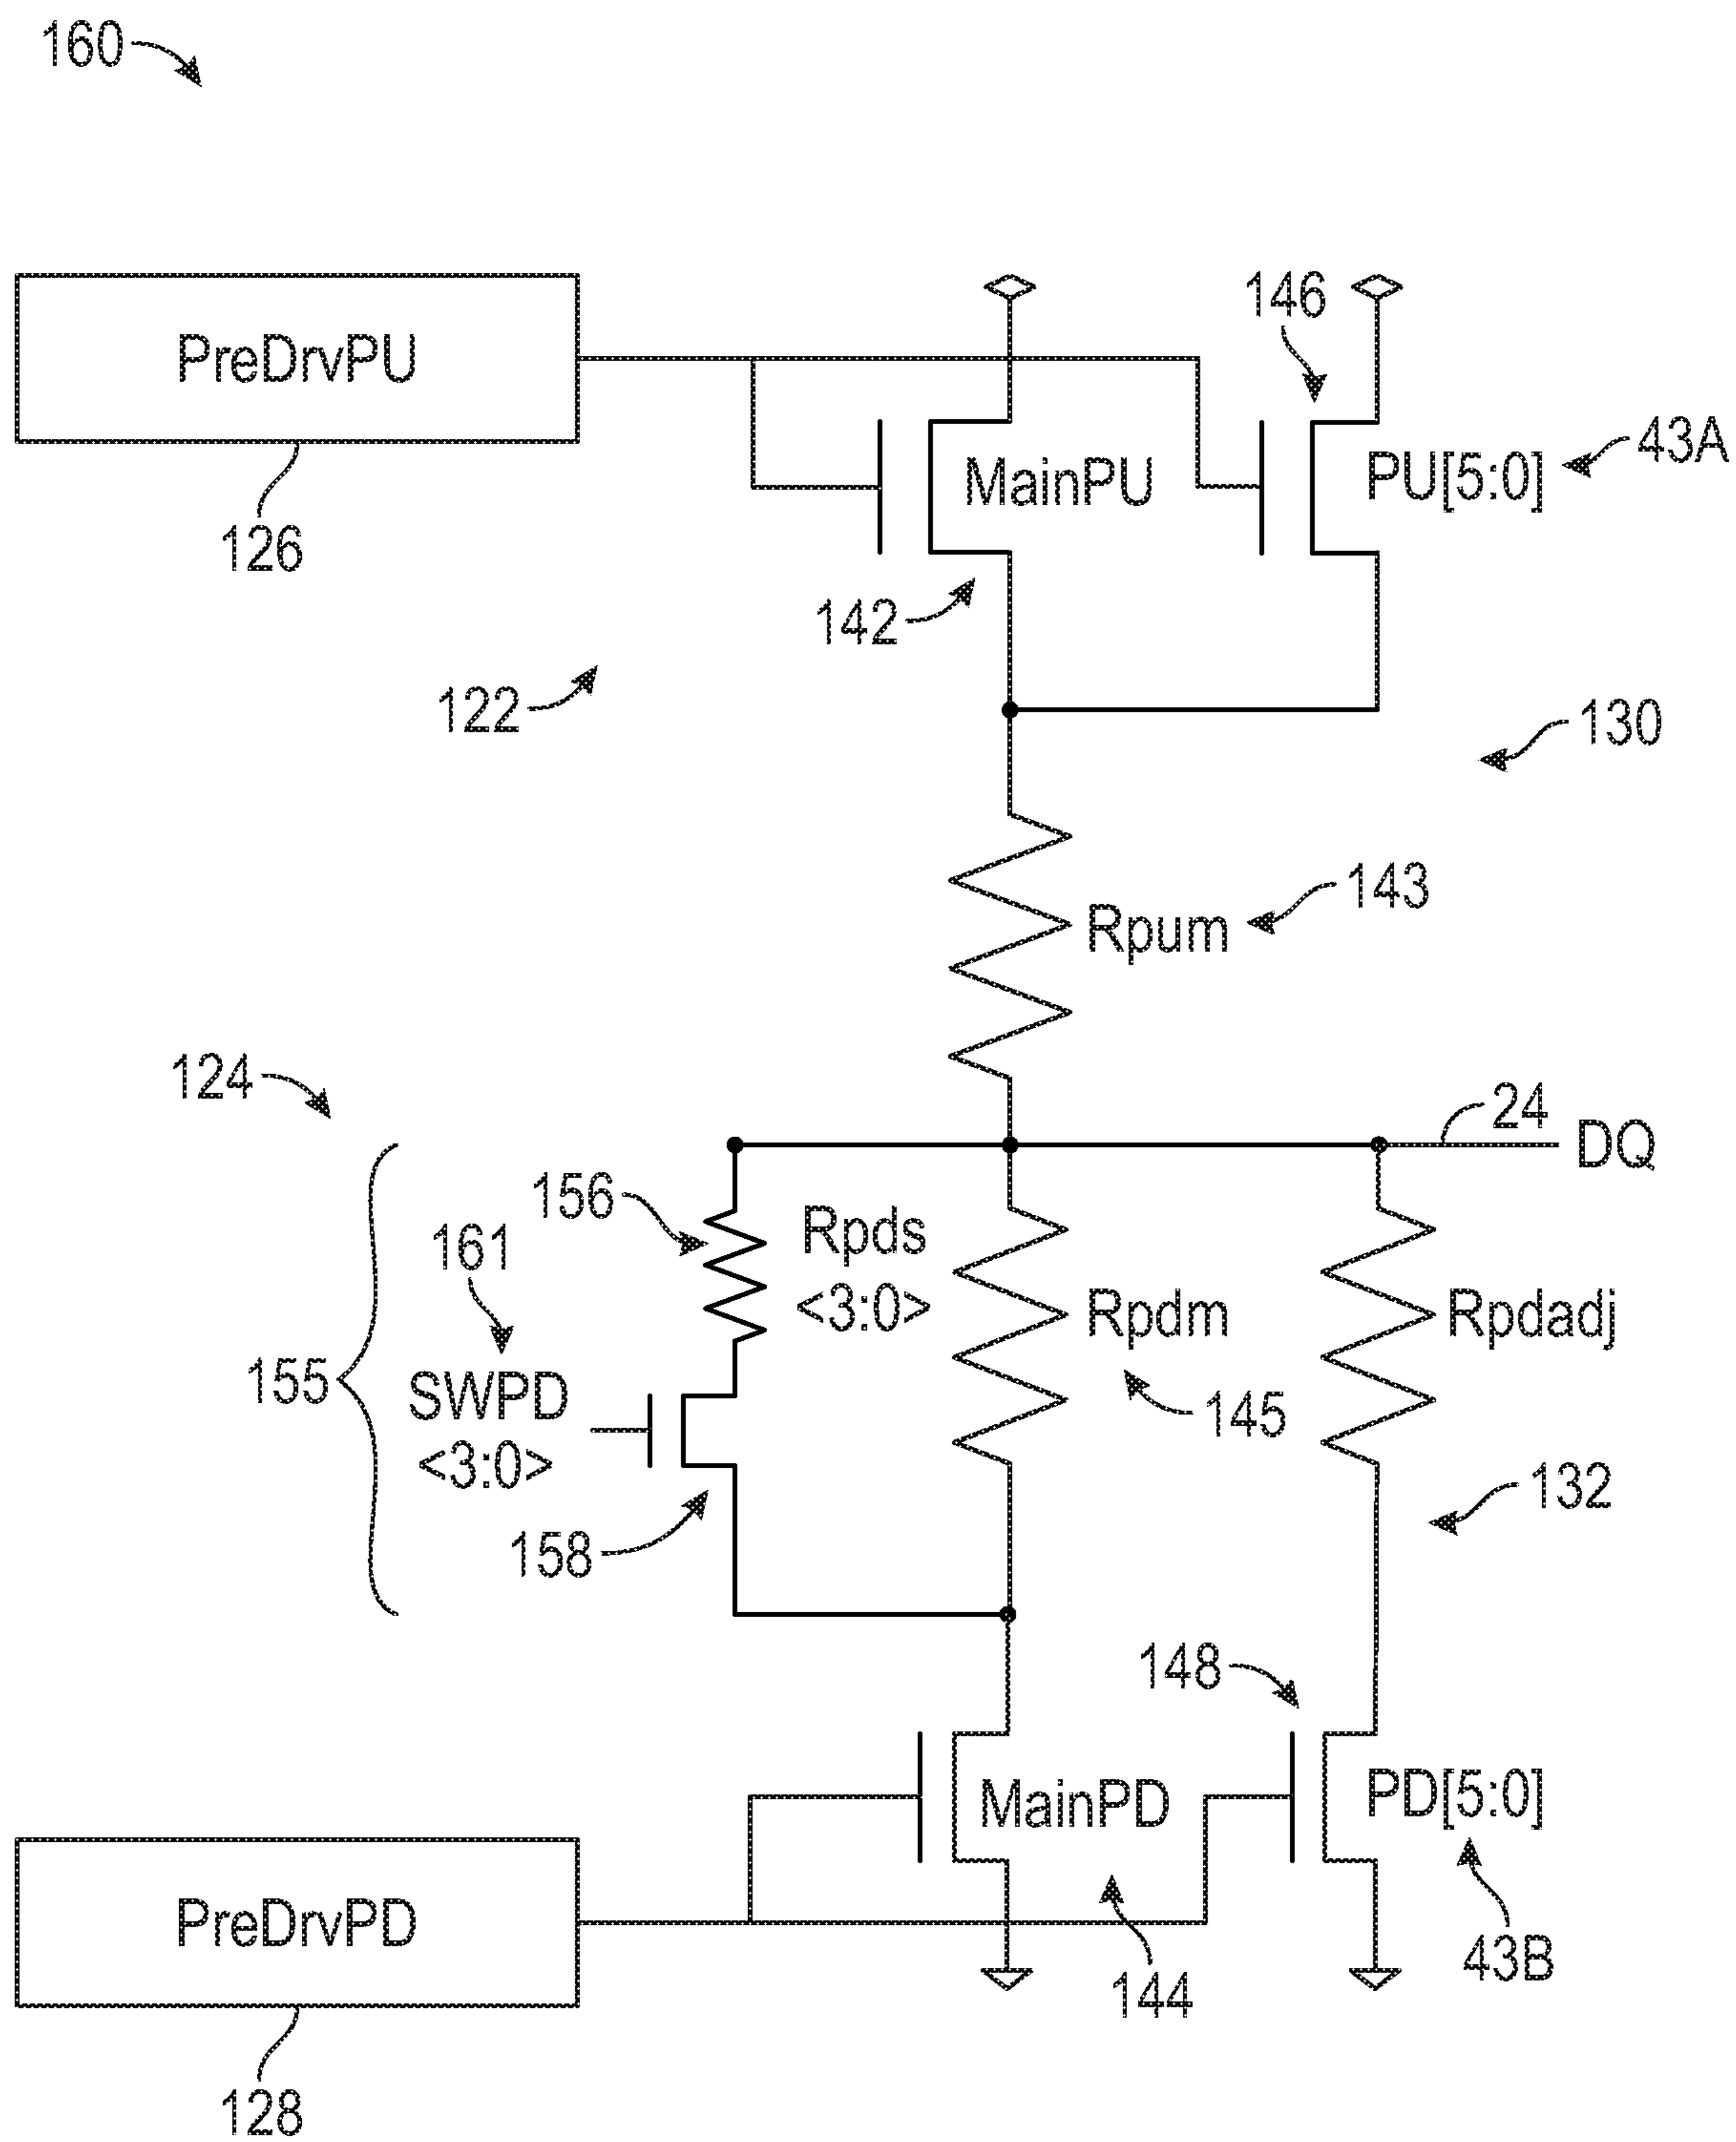 160
PreDrvPU
126
146
MainPU
PU[5:0]
43A
142
122
130
Rpum
143
124
24
DQ
156
161
Rpds
<3:0>
SWPD
<3:0>
155
Rpdm
145
Rpdadj
158
132
148
MainPD
PD[5:0]
PreDrvPD
144
43B
128